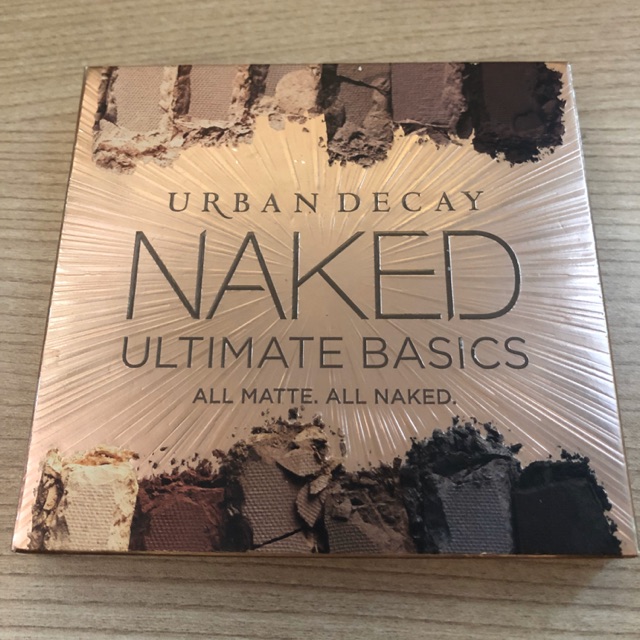 URBAN DECAY
NAKED
ULTIMATE BASICS
ALL MATTE. ALL NAKED.